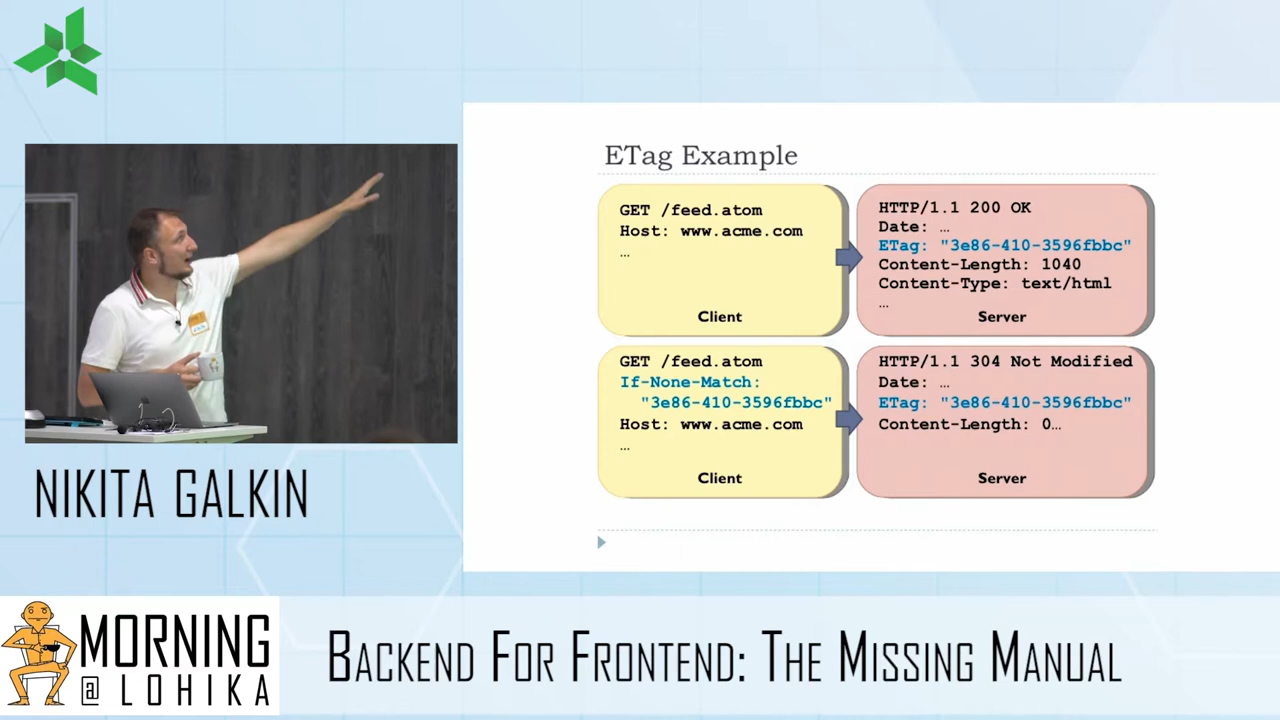 ETag Example
GET /feed.atom
Host: www.acme.com
…
Client
HTTP/1.1 200 OK
Date: …
ETag: "3e86-410-3596fbbc"
Content-Length: 1040
Content-Type: text/html
…
Server
GET /feed.atom
If-None-Match:
"3e86-410-3596fbbc"
Host: www.acme.com
…
Client
HTTP/1.1 304 Not Modified
Date: …
ETag: "3e86-410-3596fbbc"
Content-Length: 0…
Server
NIKITA GALKIN
MORNING
@ LOHIKA
BACKEND FOR FRONTEND: THE MISSING MANUAL